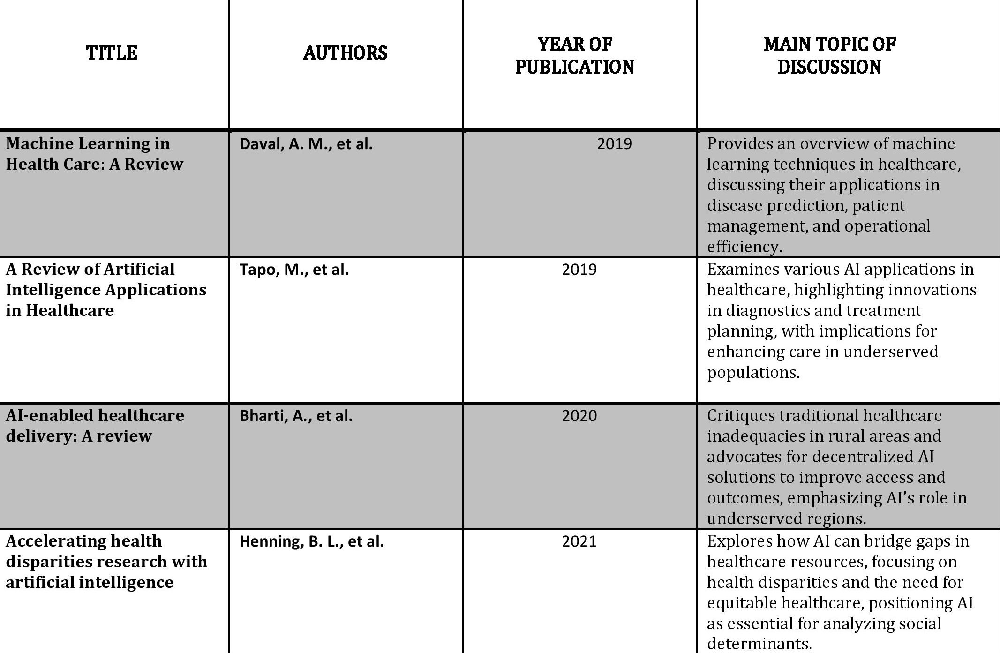 TITLE
AUTHORS
YEAR OF
PUBLICATION
MAIN TOPIC OF
DISCUSSION
Machine Learning in
Health Care: A Review
Daval, A. M., et al.
2019
Provides an overview of machine
learning techniques in healthcare,
discussing their applications in
disease prediction, patient
management, and operational
efficiency.
A Review of Artificial
Intelligence Applications
in Healthcare
Tapo, M., et al.
2019
Examines various AI applications in
healthcare, highlighting innovations
in diagnostics and treatment
planning, with implications for
enhancing care in underserved
populations.
AI-enabled healthcare
delivery: A review
Bharti, A., et al.
2020
Critiques traditional healthcare
inadequacies in rural areas and
advocates for decentralized AI
solutions to improve access and
outcomes, emphasizing AI’s role in
underserved regions.
Accelerating health
disparities research with
artificial intelligence
Henning, B. L., et al.
2021
Explores how AI can bridge gaps in
healthcare resources, focusing on
health disparities and the need for
equitable healthcare, positioning AI
as essential for analyzing social
determinants.